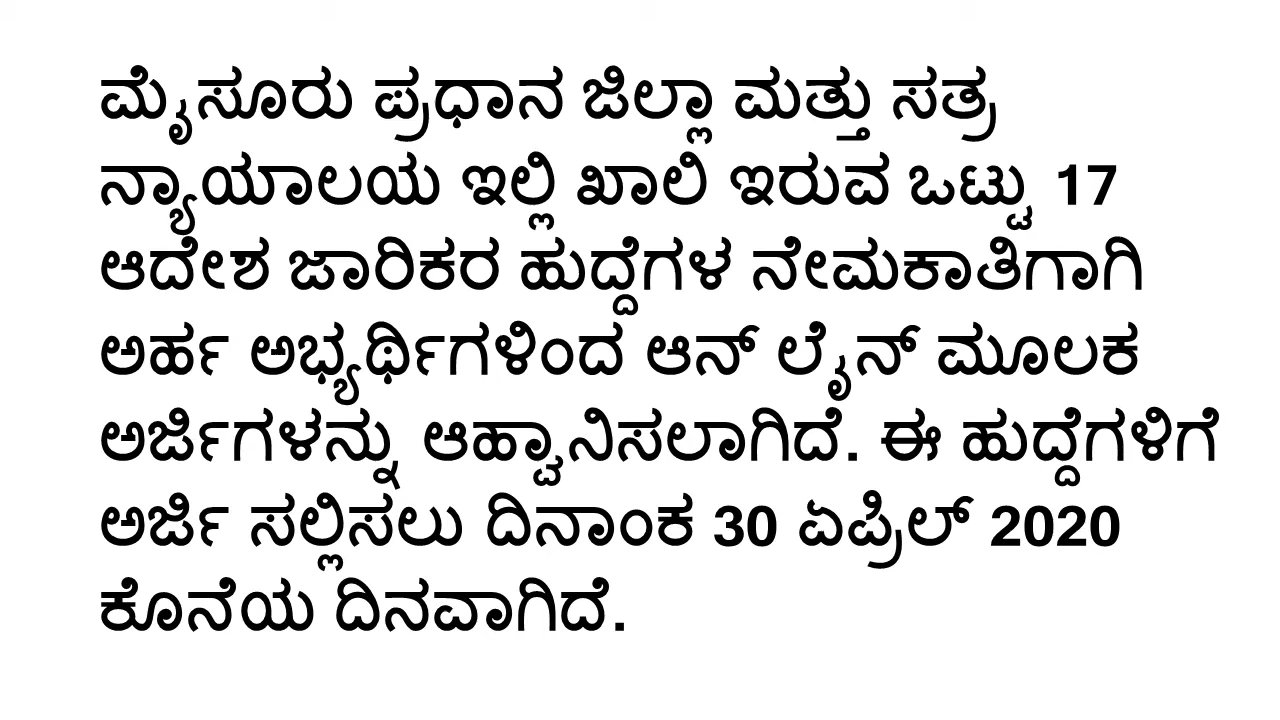 ಮೈಸೂರು ಪ್ರಧಾನ ಜಿಲ್ಲಾ ಮತ್ತು ಸತ್ರ
ನ್ಯಾಯಾಲಯ ಇಲ್ಲಿ ಖಾಲಿ ಇರುವ ಒಟ್ಟು 17
ಆದೇಶ ಜಾರಿಕರ ಹುದ್ದೆಗಳ ನೇಮಕಾತಿಗಾಗಿ
ಅರ್ಹ ಅಭ್ಯರ್ಥಿಗಳಿಂದ ಆನ್ ಲೈನ್ ಮೂಲಕ
ಅರ್ಜಿಗಳನ್ನು ಆಹ್ವಾನಿಸಲಾಗಿದೆ. ಈ ಹುದ್ದೆಗಳಿಗೆ
ಅರ್ಜಿ ಸಲ್ಲಿಸಲು ದಿನಾಂಕ 30 ಏಪ್ರಿಲ್ 2020
ಕೊನೆಯ ದಿನವಾಗಿದೆ.